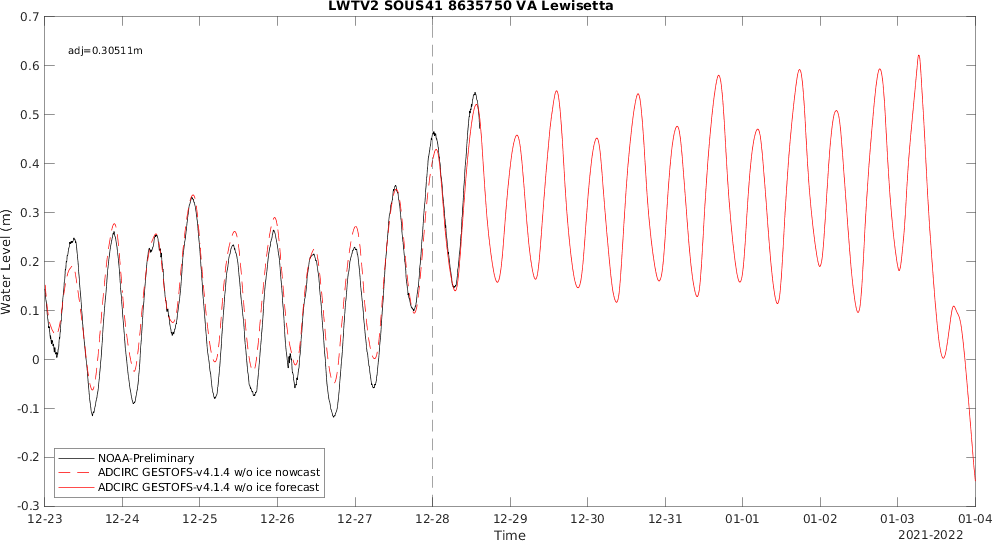 LWTV2 SOUS41 8635750 VA Lewisetta
adj=0.30511m
Water Level (m)
0.7
0.6
0.5
0.4
0.3
0.2
0.1
0
-0.1
-0.2
-0.3
NOAA-Preliminary
ADCIRC GESTOFS-v4.1.4 w/o ice nowcast
ADCIRC GESTOFS-v4.1.4 w/o ice forecast
12-23 12-24 12-25 12-26 12-27 12-28 12-29 12-30 12-31 01-01 01-02 01-03 01-04
Time
2021-2022